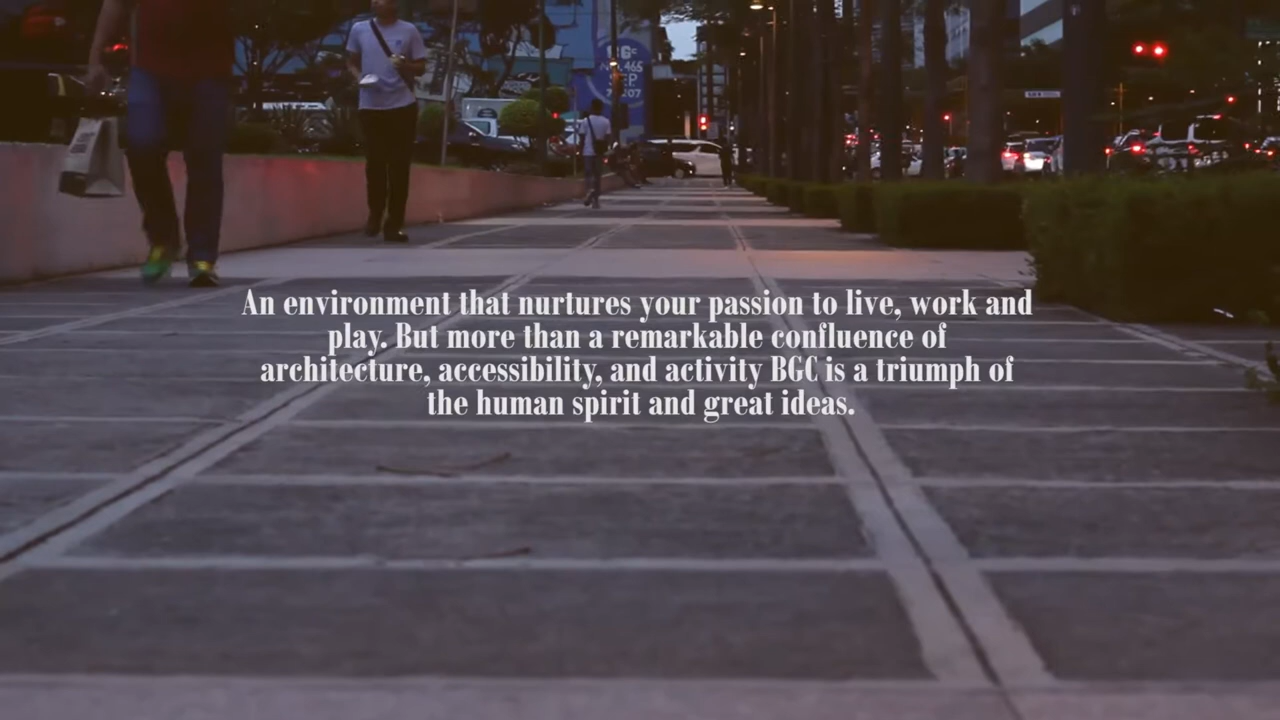 An environment that nurtures your passion to live, work and
play. But more than a remarkable confluence of
architecture, accessibility, and activity BGC is a triumph of
the human spirit and great ideas.